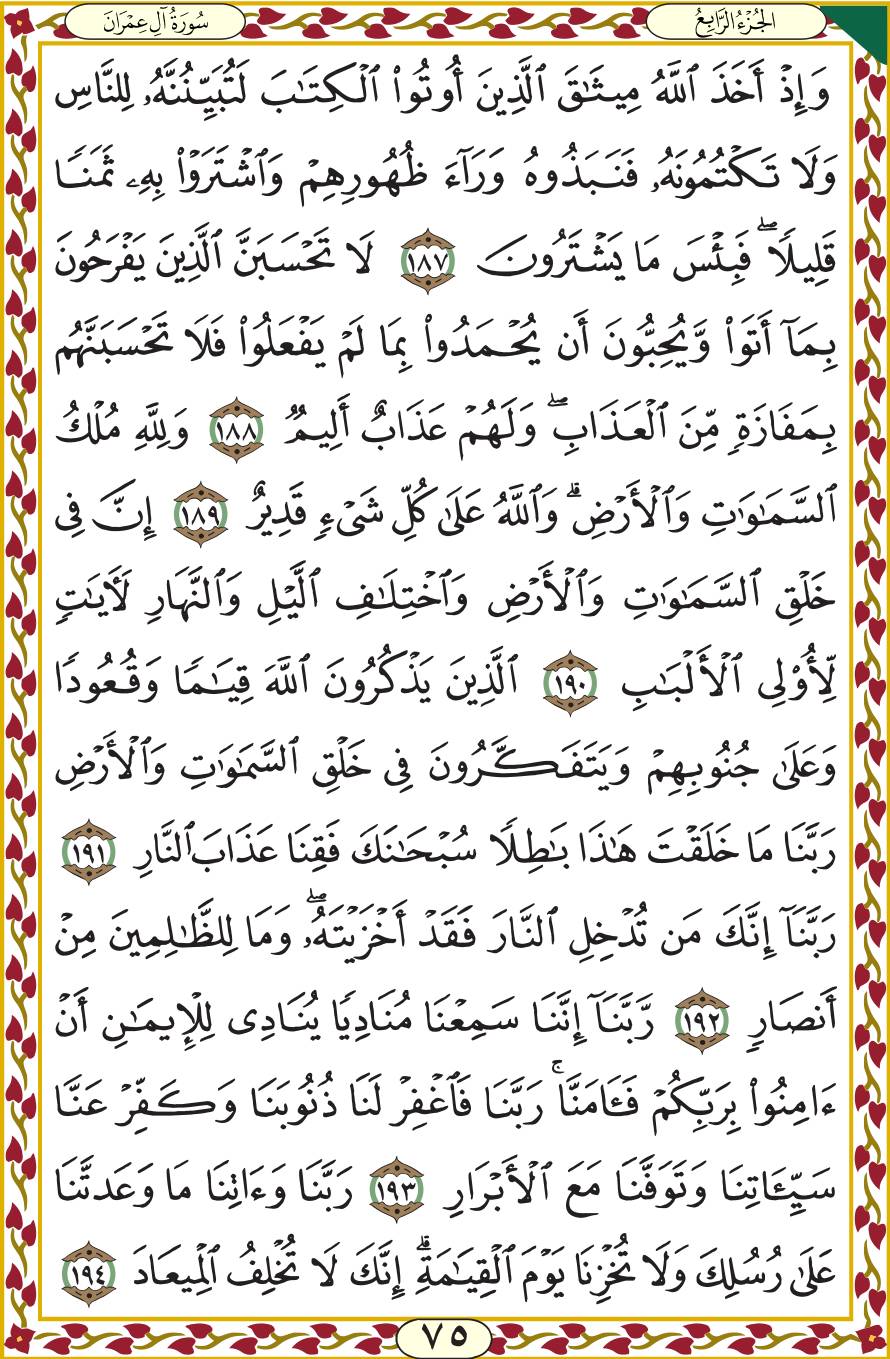 الجُزْءُ الرَّابِعُ
سُورَةُ آلِ عِمْرَانَ
وَإِذْ أَخَذَ ٱللَّهُ مِيثَٰقَ ٱلَّذِينَ أُوتُوا۟ ٱلْكِتَٰبَ لَتُبَيِّنُنَّهُۥ لِلنَّاسِ
وَلَا تَكْتُمُونَهُۥ فَنَبَذُوهُ وَرَآءَ ظُهُورِهِمْ وَٱشْتَرَوْا۟ بِهِۦ ثَمَنًا
قَلِيلًا ۖ فَبِئْسَ مَا يَشْتَرُونَ ١٨٧ لَا تَحْسَبَنَّ ٱلَّذِينَ يَفْرَحُونَ
بِمَآ أَتَوا۟ وَّيُحِبُّونَ أَن يُحْمَدُوا۟ بِمَا لَمْ يَفْعَلُوا۟ فَلَا تَحْسَبَنَّهُم
بِمَفَازَةٍ مِّنَ ٱلْعَذَابِ ۖ وَلَهُمْ عَذَابٌ أَلِيمٌ ١٨٨ وَلِلَّهِ مُلْكُ
ٱلسَّمَٰوَٰتِ وَٱلْأَرْضِ ۗ وَٱللَّهُ عَلَىٰ كُلِّ شَىْءٍ قَدِيرٌ ١٨٩ إِنَّ فِى
خَلْقِ ٱلسَّمَٰوَٰتِ وَٱلْأَرْضِ وَٱخْتِلَٰفِ ٱلَّيْلِ وَٱلنَّهَارِ لَـَٔايَٰتٍ
لِّأُو۟لِى ٱلْأَلْبَٰبِ ١٩٠ ٱلَّذِينَ يَذْكُرُونَ ٱللَّهَ قِيَٰمًا وَقُعُودًا
وَعَلَىٰ جُنُوبِهِمْ وَيَتَفَكَّرُونَ فِى خَلْقِ ٱلسَّمَٰوَٰتِ وَٱلْأَرْضِ
رَبَّنَا مَا خَلَقْتَ هَٰذَا بَٰطِلًا سُبْحَٰنَكَ فَقِنَا عَذَابَ ٱلنَّارِ ١٩١
رَبَّنَآ إِنَّكَ مَن تُدْخِلِ ٱلنَّارَ فَقَدْ أَخْزَيْتَهُۥ ۖ وَمَا لِلظَّٰلِمِينَ مِنْ
أَنصَارٍ ١٩٢ رَّبَّنَآ إِنَّنَا سَمِعْنَا مُنَادِيًا يُنَادِى لِلْإِيمَٰنِ أَنْ
ءَامِنُوا۟ بِرَبِّكُمْ فَـَٔامَنَّا ۚ رَبَّنَا فَٱغْفِرْ لَنَا ذُنُوبَنَا وَكَفِّرْ عَنَّا
سَيِّـَٔاتِنَا وَتَوَفَّنَا مَعَ ٱلْأَبْرَارِ ١٩٣ رَبَّنَا وَءَاتِنَا مَا وَعَدتَّنَا
عَلَىٰ رُسُلِكَ وَلَا تُخْزِنَا يَوْمَ ٱلْقِيَٰمَةِ ۗ إِنَّكَ لَا تُخْلِفُ ٱلْمِيعَادَ ١٩٤
٧٥